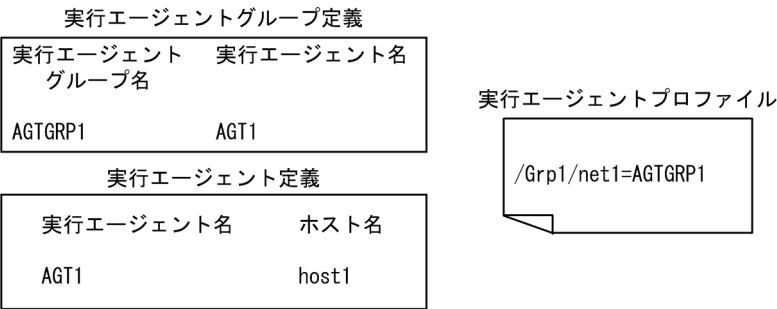 実行エージェントグループ定義
実行エージェント 実行エージェント名
グループ名
AGTGRP1 AGT1
実行エージェント定義
実行エージェント名 ホスト名
AGT1 host1
実行エージェントプロファイル
/Grp1/net1=AGTGRP1